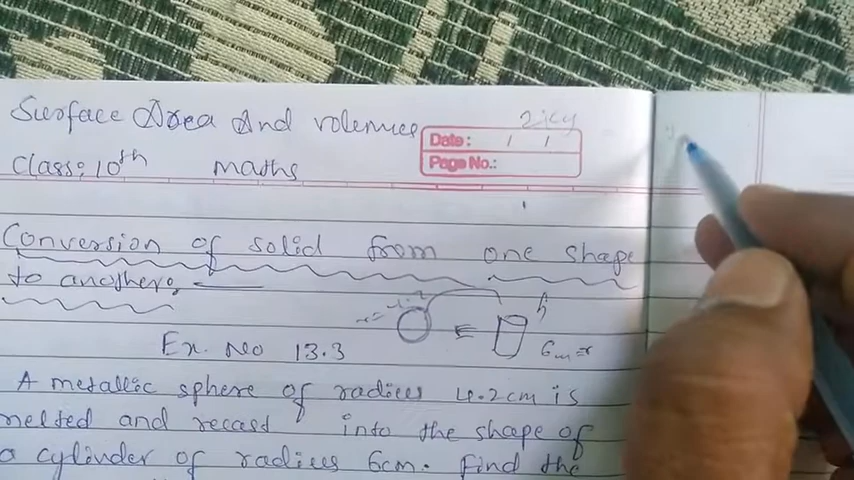 Surface Area And volemues
Class: 10th maths
Date: / /
Page No.:
Conversion of solid from one shape
to another.
h
6m=r
Ex. No 13.3
A metallic sphere of radius 4.2cm is
melted and recast into the shape of
a cylinder of radius 6cm. Find the